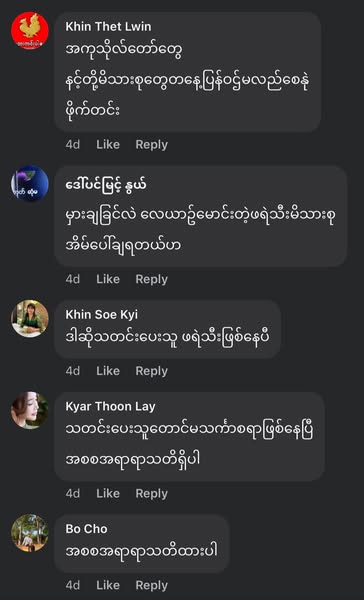 Khin Thet Lwin
အကုသိုလ်တော်တွေ
နင့်တို့မိသားစုတွေတနေ့ပြန်ဝဌ်မလည်စေနဲ့
ဖိုက်တင်း
4d Like Reply
ဒေါ်ပင်မြင့် နွယ်
မှားချခြင်လဲ လေယာဥ်မောင်းတဲ့ဖရဲသီးမိသားစု
အိမ်ပေါ်ချရတယ်ဟ
4d Like Reply
Khin Soe Kyi
ဒါဆိုသတင်းပေးသူ ဖရဲသီးဖြစ်နေပီ
4d Like Reply
Kyar Thoon Lay
သတင်းပေးသူတောင်မသင်္ကာစရာဖြစ်နေပြီ
အစစအရာရာသတိရှိပါ
4d Like Reply
Bo Cho
အစစအရာရာသတိထားပါ
4d Like Reply